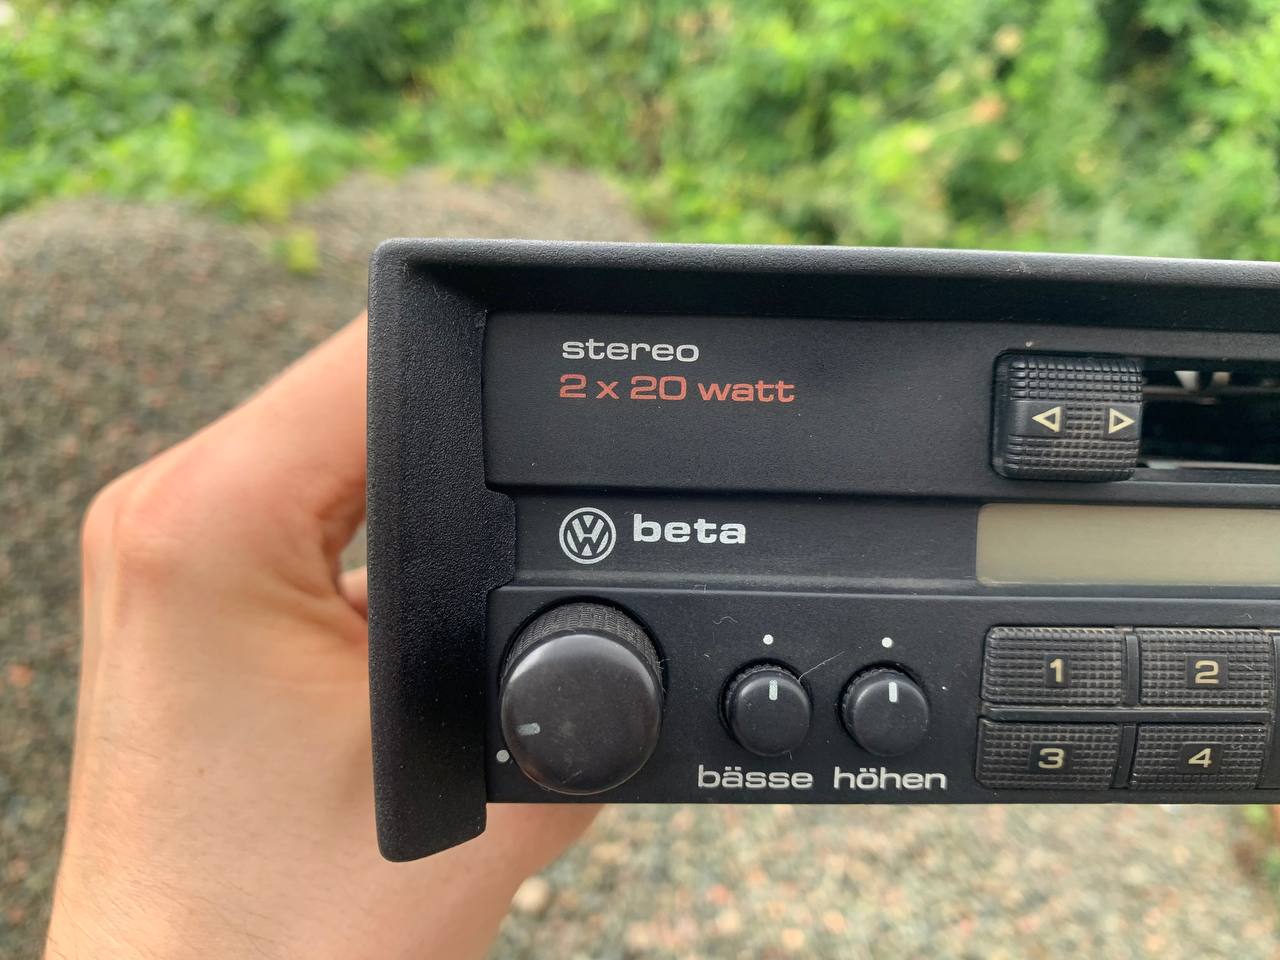 stereo
2 x 20 watt
beta
1 2
3 4
bässe höhen